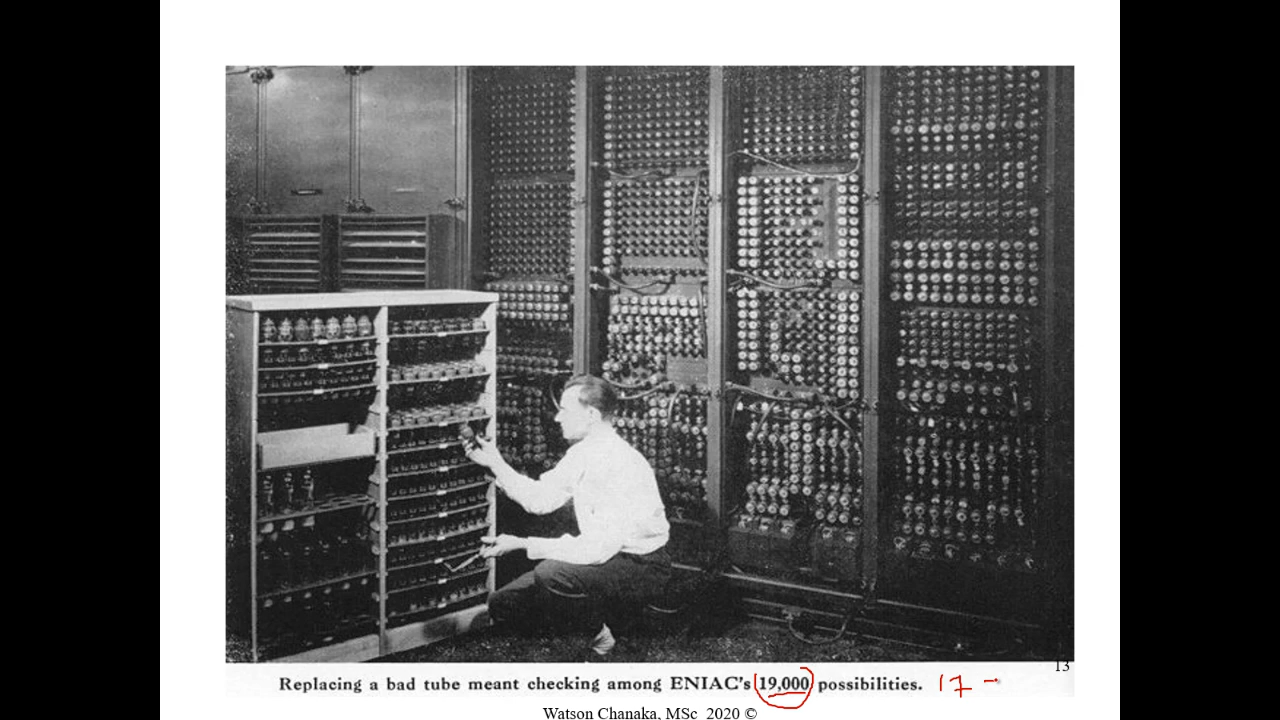 13
Replacing a bad tube meant checking among ENIAC's 19,000 possibilities. 17 -
Watson Chanaka, MSc 2020 ©